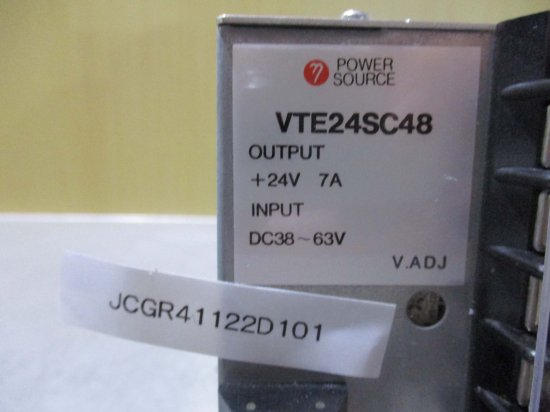 η POWER
SOURCE
VTE24SC48
OUTPUT
+24V 7A
INPUT
DC38~63V
V.ADJ
JCGR41122D101